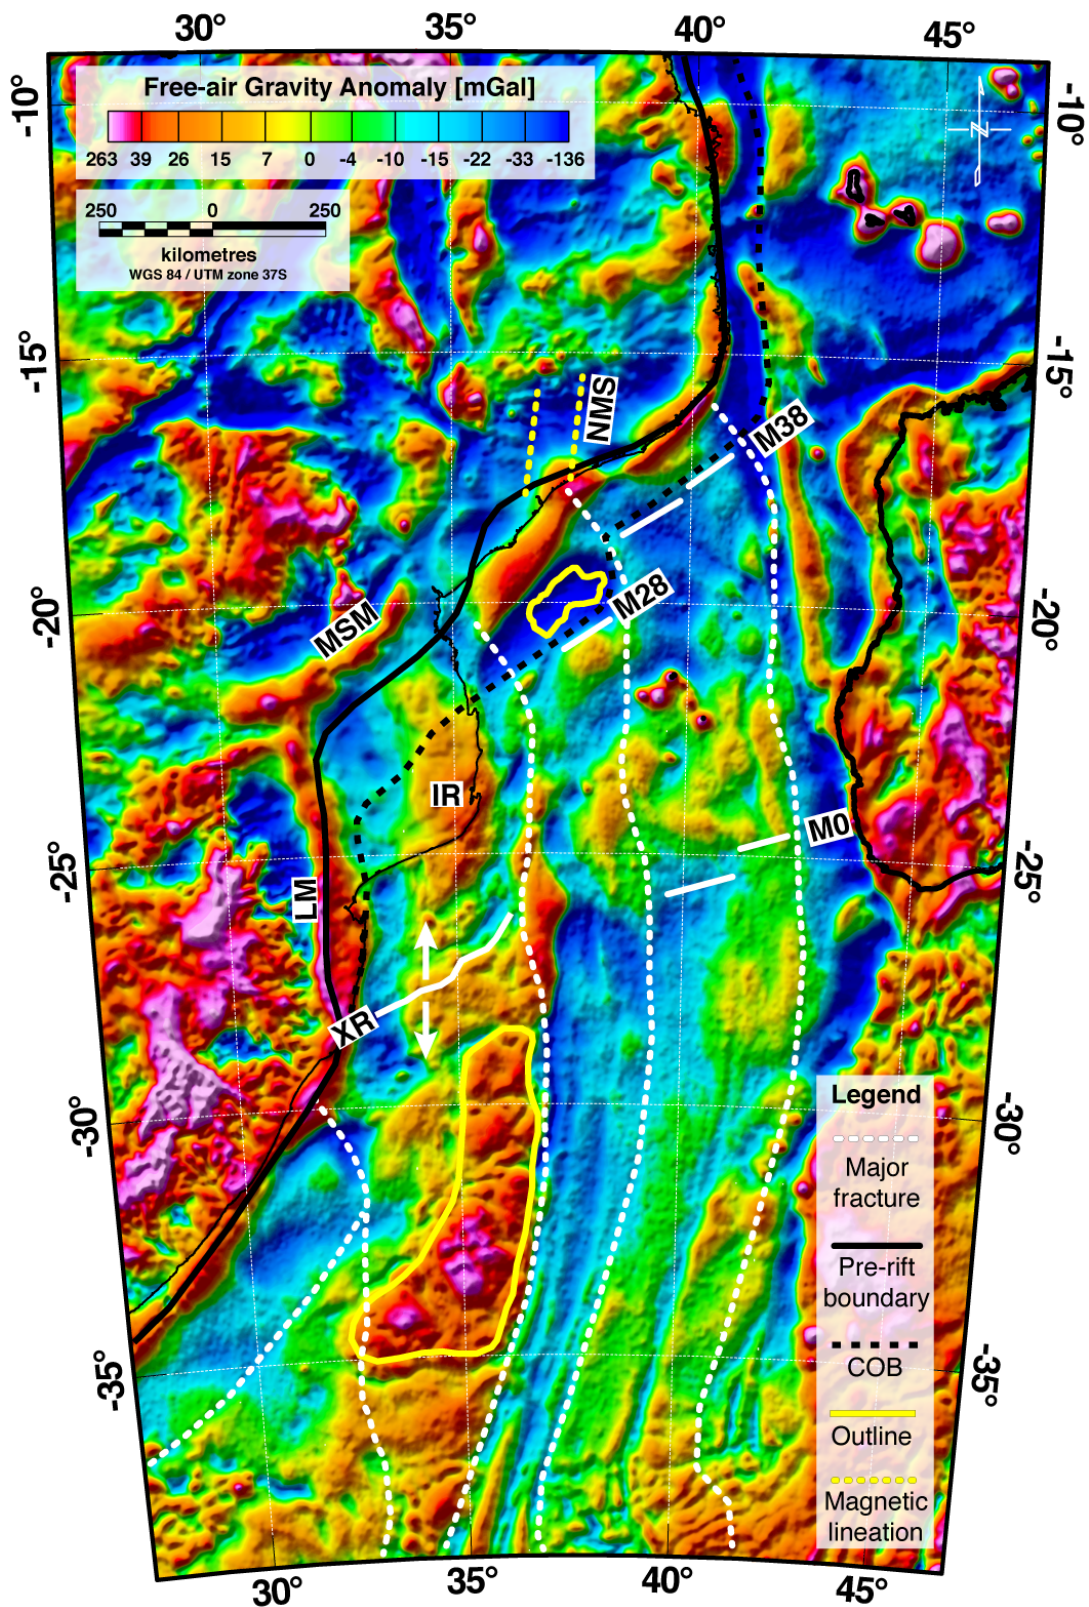 30° 35° 40° 45°
Free-air Gravity Anomaly [mGal]
263 39 26 15 7 0 -4 -10 -15 -22 -33 -136
-10° -10°
N
250 0 250
kilometres
WGS 84 / UTM zone 37S
-15° -15°
NMS
M38
-20° -20°
MSM
M28
IR
M0
-25° -25°
LM
XR
-30° -30°
Legend
Major
fracture
Pre-rift
boundary
COB
Outline
Magnetic
lineation
-35° -35°
30° 35° 40° 45°